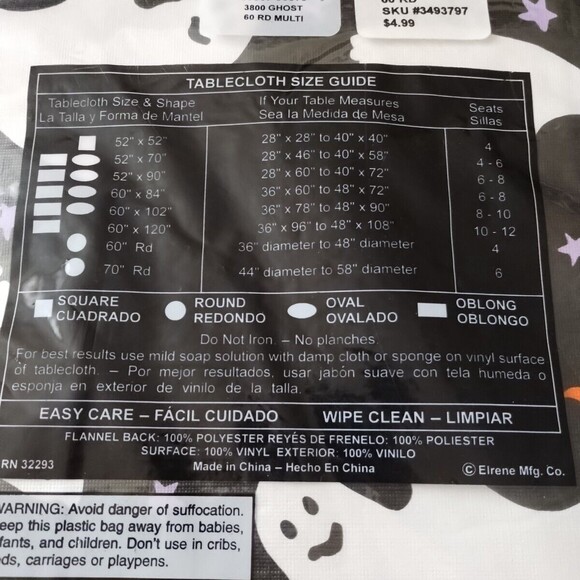 3800 GHOST
60 RD MULTI
60 RD
SKU #3493797
$4.99
TABLECLOTH SIZE GUIDE
Tablecloth Size & Shape If Your Table Measures Seats
La Talla y Forma de Mantel Sea la Medida de Mesa Sillas
52" x 52" 28" x 28" to 40" x 40" 4
52" x 70" 28" x 46" to 40" x 58" 4 - 6
52" x 90" 28" x 60" to 40" x 72" 6 - 8
60" x 84" 36" x 60" to 48" x 72" 6 - 8
60" x 102" 36" x 78" to 48" x 90" 8 - 10
60" x 120" 36" x 96" to 48" x 108" 10 - 12
60" Rd 36" diameter to 48" diameter 4
70" Rd 44" diameter to 58" diameter 6
SQUARE ROUND OVAL OBLONG
CUADRADO REDONDO OVALADO OBLONGO
Do Not Iron. – No planches.
For best results use mild soap solution with damp cloth or sponge on vinyl surface
of tablecloth. – Por mejor resultados, usar jabón suave con tela humeda o
esponja en exterior de vinilo de la talla.
EASY CARE – FÁCIL CUIDADO WIPE CLEAN – LIMPIAR
FLANNEL BACK: 100% POLYESTER REYÉS DE FRENELO: 100% POLIESTER
SURFACE: 100% VINYL EXTERIOR: 100% VINILO
RN 32293 Made in China – Hecho En China © Elrene Mfg. Co.
WARNING: Avoid danger of suffocation.
Keep this plastic bag away from babies,
infants, and children. Don't use in cribs,
beds, carriages or playpens.